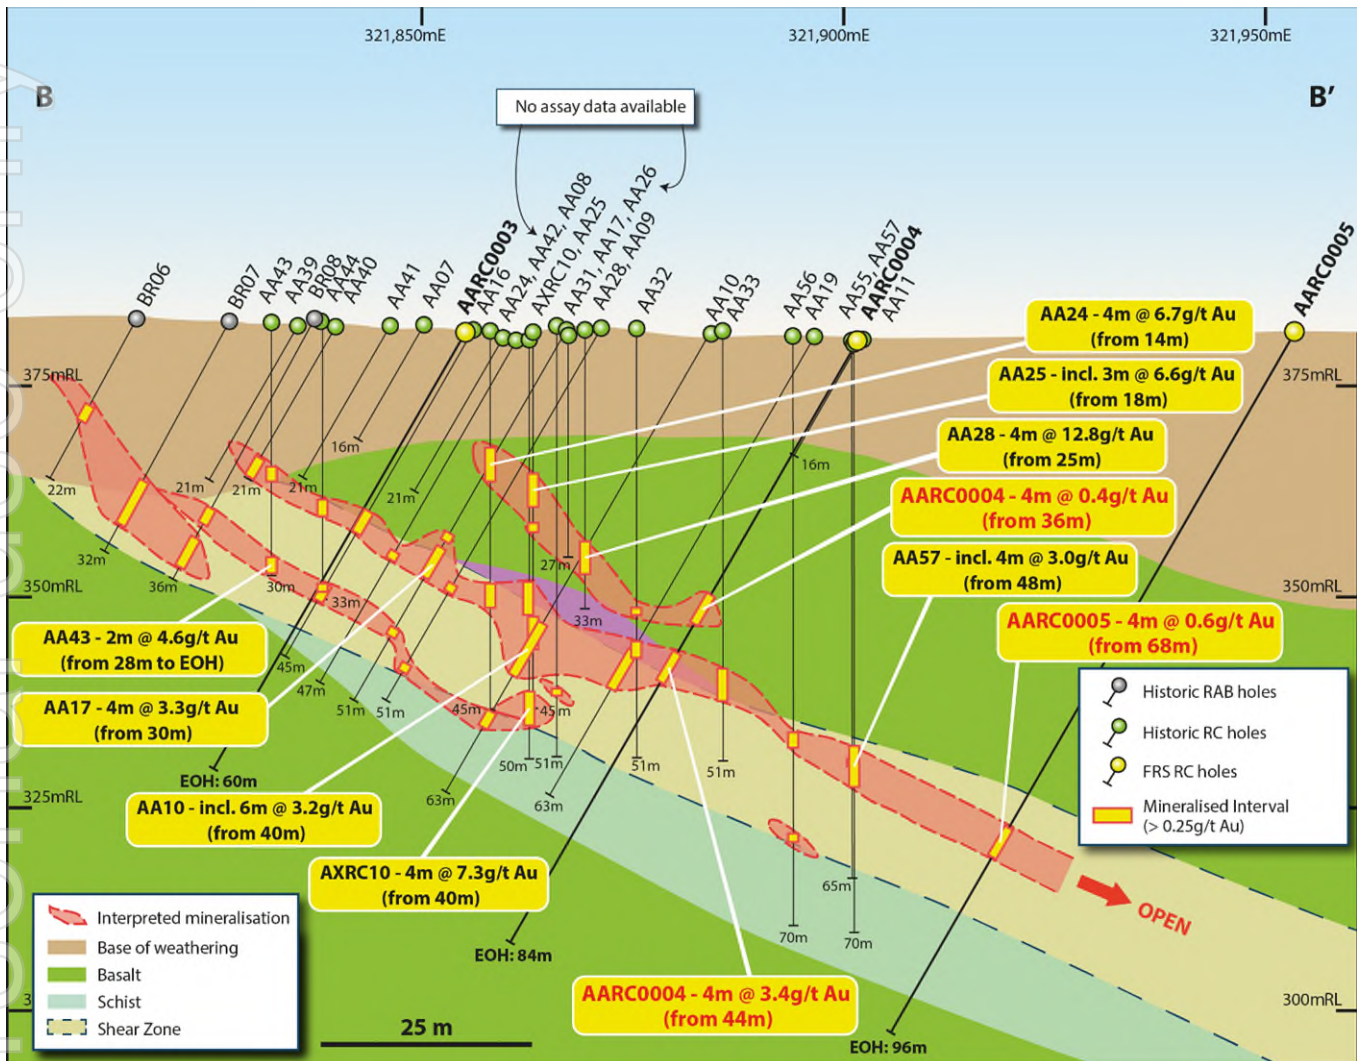 321,850mE
321,900mE
321,950mE
B
B'
No assay data available
BR06
BR07
AA43
AA39
BR08
AA44
AA40
AA41
AA07
AARC0003
AA16
AA24, AA42, AA08
AXRC10, AA25
AA31, AA17, AA26
AA28, AA09
AA32
AA10
AA33
AA56
AA19
AA55, AA57
AARC0004
AA11
AARC0005
375mRL
375mRL
350mRL
350mRL
325mRL
300mRL
AA24 - 4m @ 6.7g/t Au
(from 14m)
AA25 - incl. 3m @ 6.6g/t Au
(from 18m)
AA28 - 4m @ 12.8g/t Au
(from 25m)
AARC0004 - 4m @ 0.4g/t Au
(from 36m)
AA57 - incl. 4m @ 3.0g/t Au
(from 48m)
AARC0005 - 4m @ 0.6g/t Au
(from 68m)
16m
16m
22m
21m
21m
21m
21m
32m
36m
30m
33m
27m
33m
45m
47m
51m
51m
45m
45m
50m
51m
51m
51m
63m
63m
65m
70m
70m
AA43 - 2m @ 4.6g/t Au
(from 28m to EOH)
AA17 - 4m @ 3.3g/t Au
(from 30m)
EOH: 60m
AA10 - incl. 6m @ 3.2g/t Au
(from 40m)
AXRC10 - 4m @ 7.3g/t Au
(from 40m)
EOH: 84m
AARC0004 - 4m @ 3.4g/t Au
(from 44m)
EOH: 96m
OPEN
Historic RAB holes
Historic RC holes
FRS RC holes
Mineralised Interval
(> 0.25g/t Au)
Interpreted mineralisation
Base of weathering
Basalt
Schist
Shear Zone
25 m